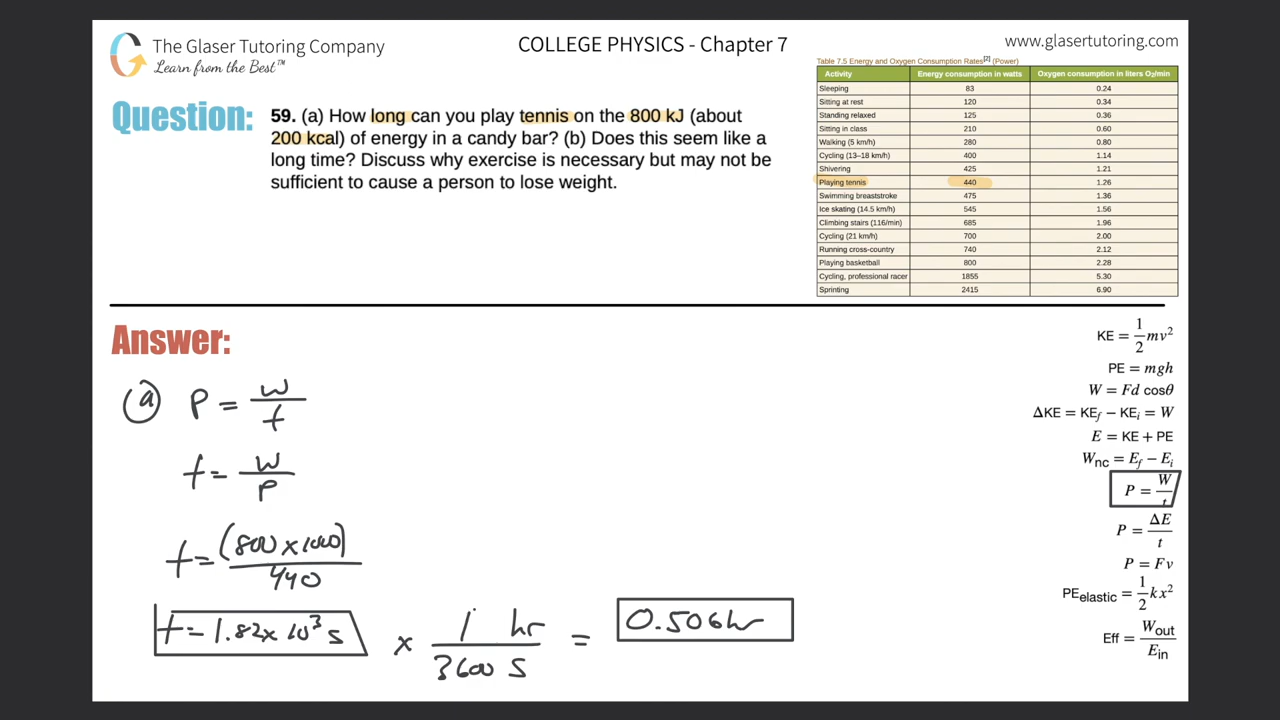 The Glaser Tutoring Company
Learn from the Best™
COLLEGE PHYSICS - Chapter 7
www.glasertutoring.com
Question:
59. (a) How long can you play tennis on the 800 kJ (about
200 kcal) of energy in a candy bar? (b) Does this seem like a
long time? Discuss why exercise is necessary but may not be
sufficient to cause a person to lose weight.
Table 7.5 Energy and Oxygen Consumption Rates[2] (Power)
Activity Energy consumption in watts Oxygen consumption in liters O2/min
Sleeping 83 0.24
Sitting at rest 120 0.34
Standing relaxed 125 0.36
Sitting in class 210 0.60
Walking (5 km/h) 280 0.80
Cycling (13–18 km/h) 400 1.14
Shivering 425 1.21
Playing tennis 440 1.26
Swimming breaststroke 475 1.36
Ice skating (14.5 km/h) 545 1.56
Climbing stairs (116/min) 685 1.96
Cycling (21 km/h) 700 2.00
Running cross-country 740 2.12
Playing basketball 800 2.28
Cycling, professional racer 1855 5.30
Sprinting 2415 6.90
Answer:
(a) P = W/t
t = W/P
t = (800 x 1000)/440
t = 1.82 x 10³ s x 1 hr/3600 s = 0.506 hr
KE = 1/2 mv²
PE = mgh
W = Fd cosθ
ΔKE = KEf − KEi = W
E = KE + PE
Wnc = Ef − Ei
P = W/t
P = ΔE/t
P = Fv
PEelastic = 1/2 kx²
Eff = Wout/Ein